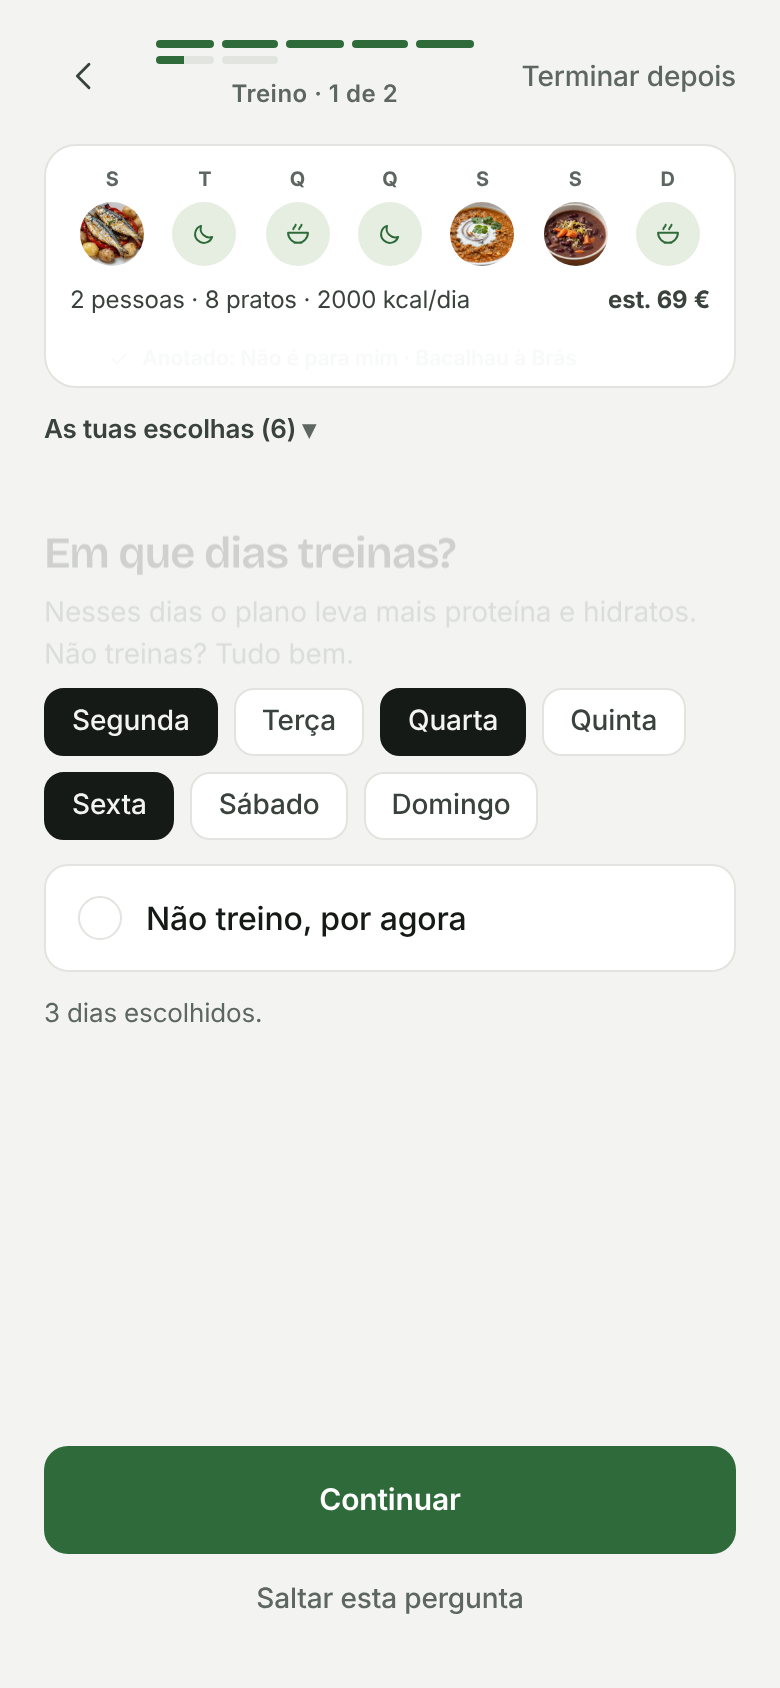 Treino · 1 de 2
Terminar depois
S T Q Q S S D
2 pessoas · 8 pratos · 2000 kcal/dia est. 69 €
Anotado: Não é para mim · Bacalhau à Brás
As tuas escolhas (6) ▾
Em que dias treinas?
Nesses dias o plano leva mais proteína e hidratos.
Não treinas? Tudo bem.
Segunda Terça Quarta Quinta
Sexta Sábado Domingo
Não treino, por agora
3 dias escolhidos.
Continuar
Saltar esta pergunta